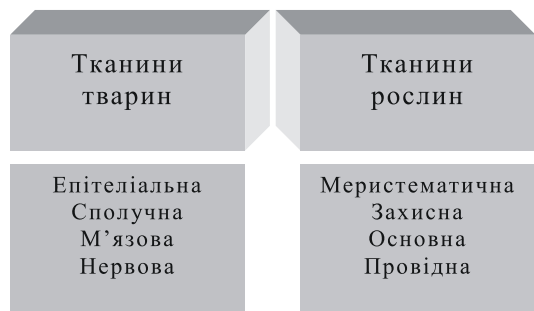 Тканини
тварин
Тканини
рослин
Епітеліальна
Сполучна
М’язова
Нервова
Меристематична
Захисна
Основна
Провідна